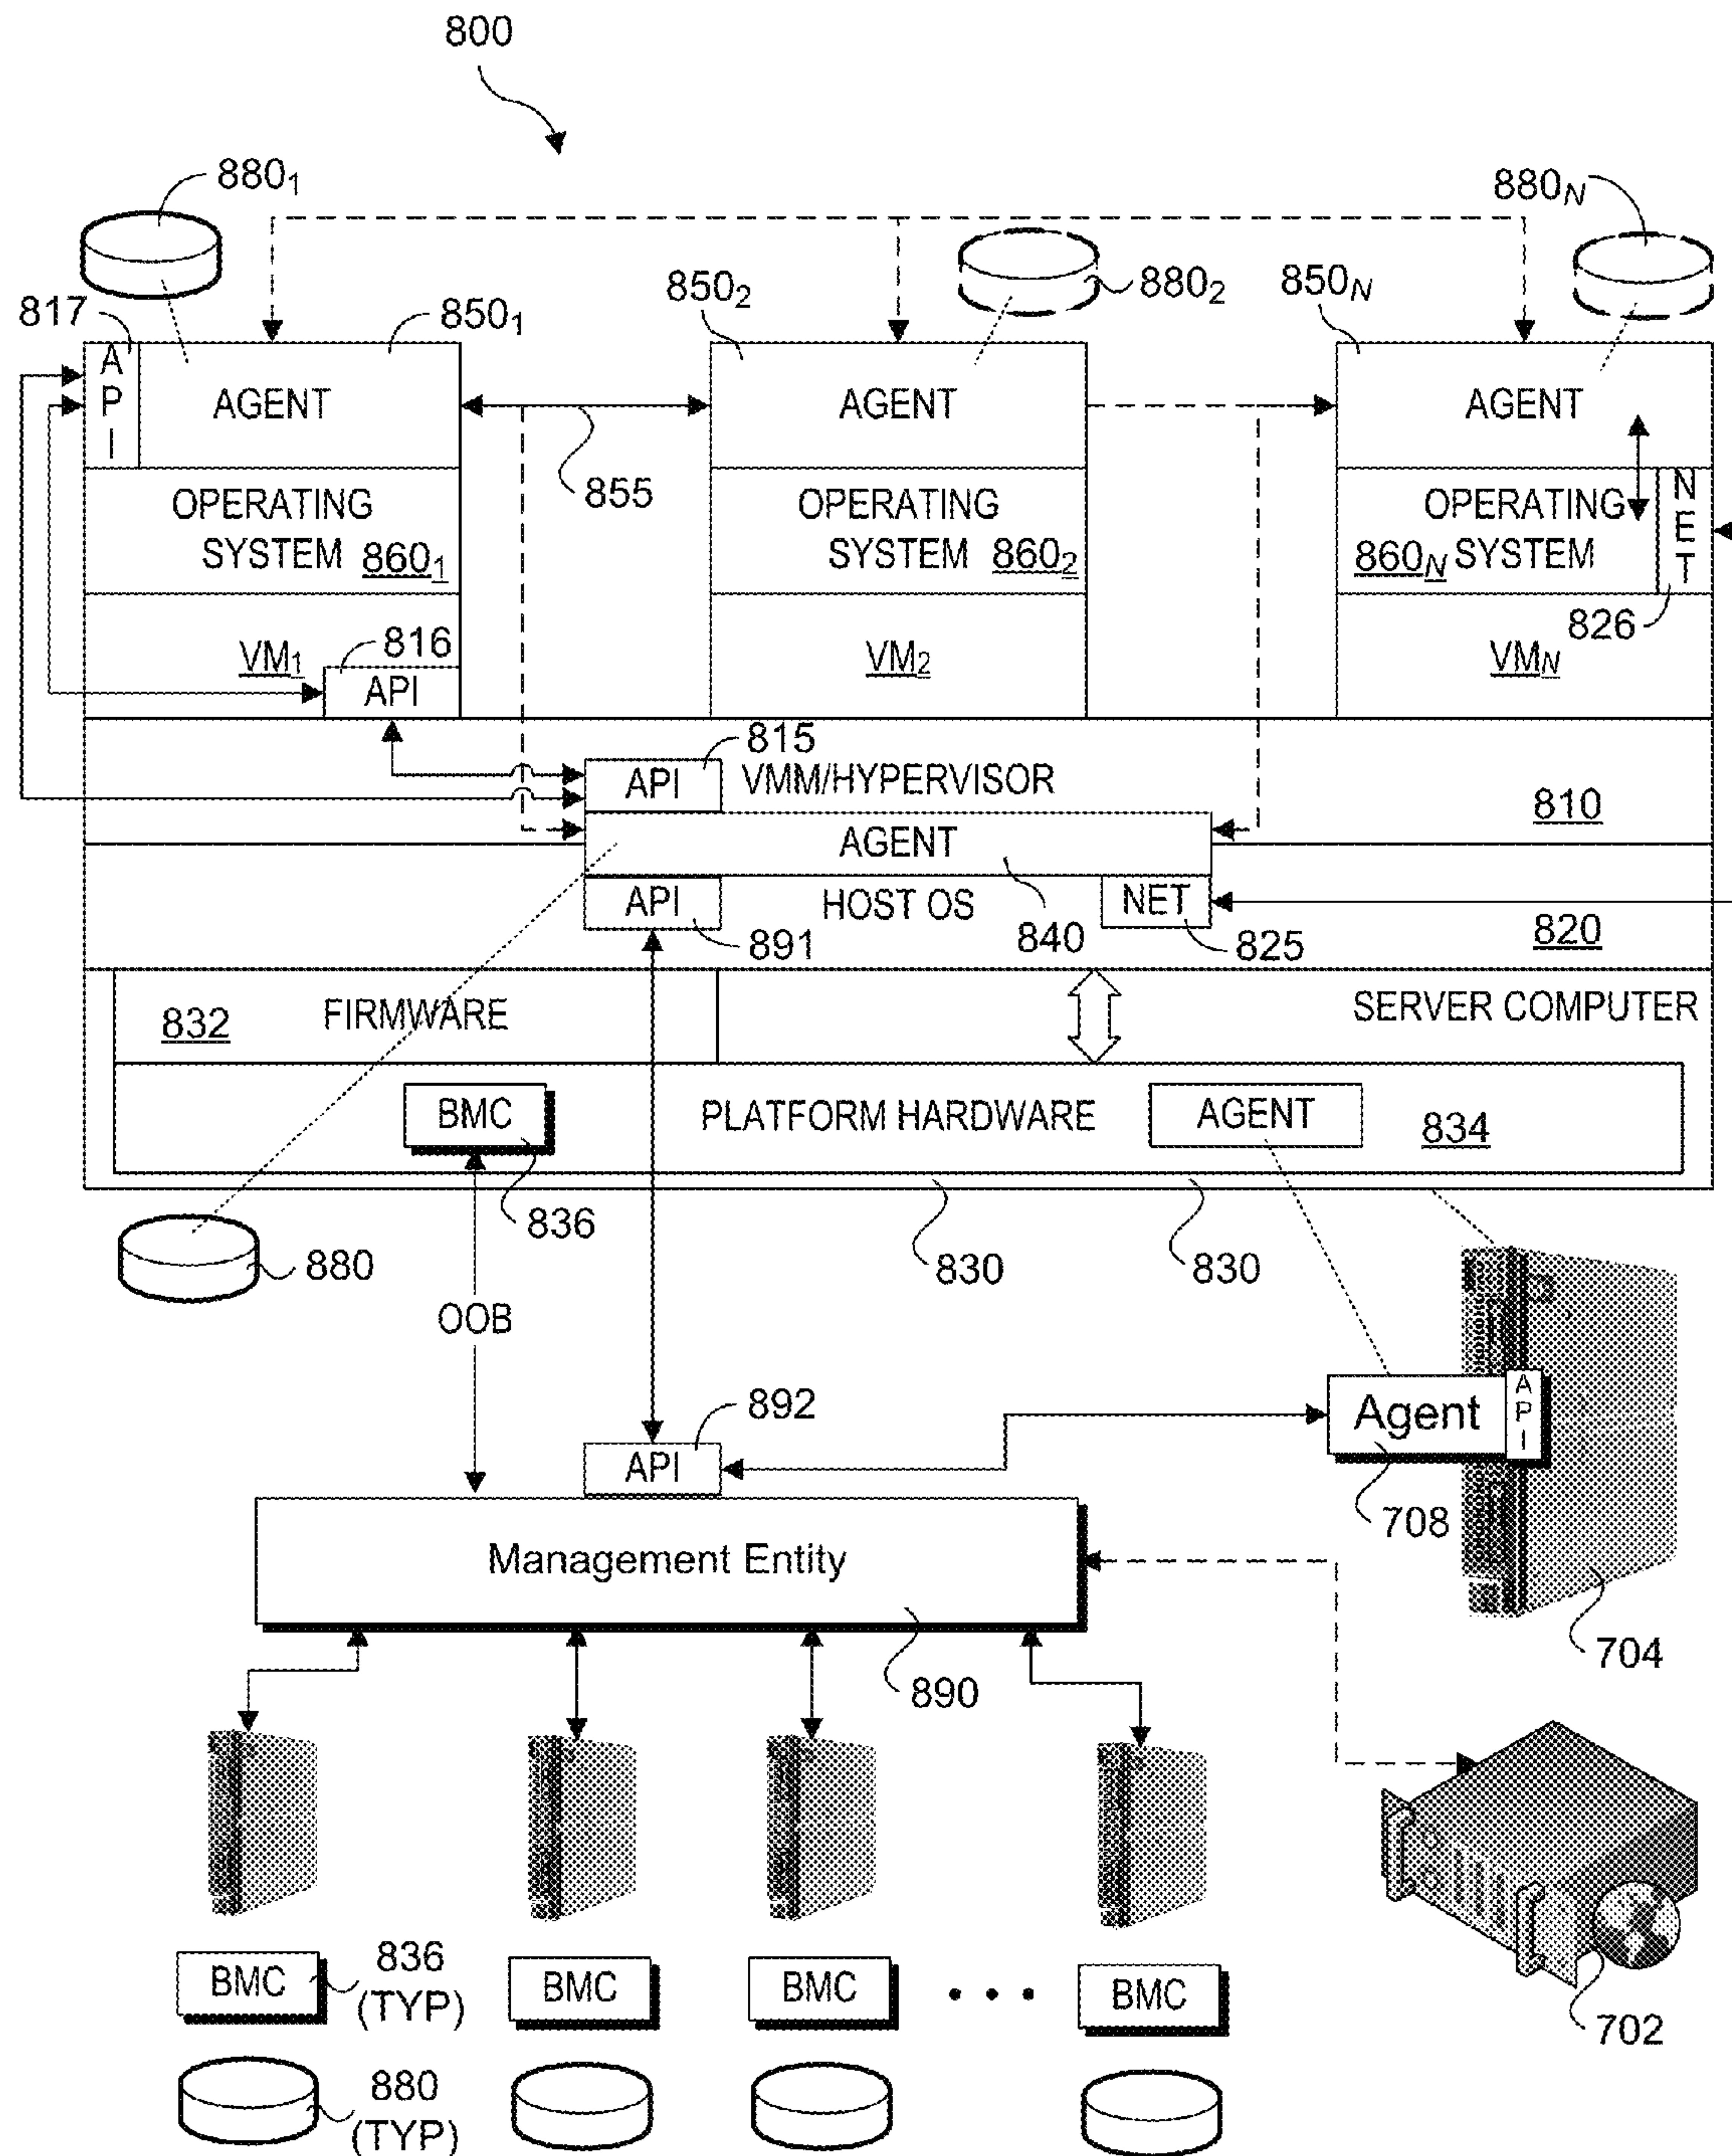 800
880₁
880N
817
850₁
850₂
880₂
850N
A
P
I
AGENT
AGENT
AGENT
855
OPERATING
SYSTEM 860₁
OPERATING
SYSTEM 860₂
OPERATING
860N SYSTEM
N
E
T
826
VM₁
816
API
VM₂
VMN
815
API
VMM/HYPERVISOR
810
AGENT
API
HOST OS
NET
891
840
825
820
832
FIRMWARE
SERVER COMPUTER
BMC
PLATFORM HARDWARE
AGENT
834
836
830
830
880
OOB
892
API
Agent
A
P
I
708
704
Management Entity
890
702
BMC
836
(TYP)
BMC
BMC
• • •
BMC
880
(TYP)